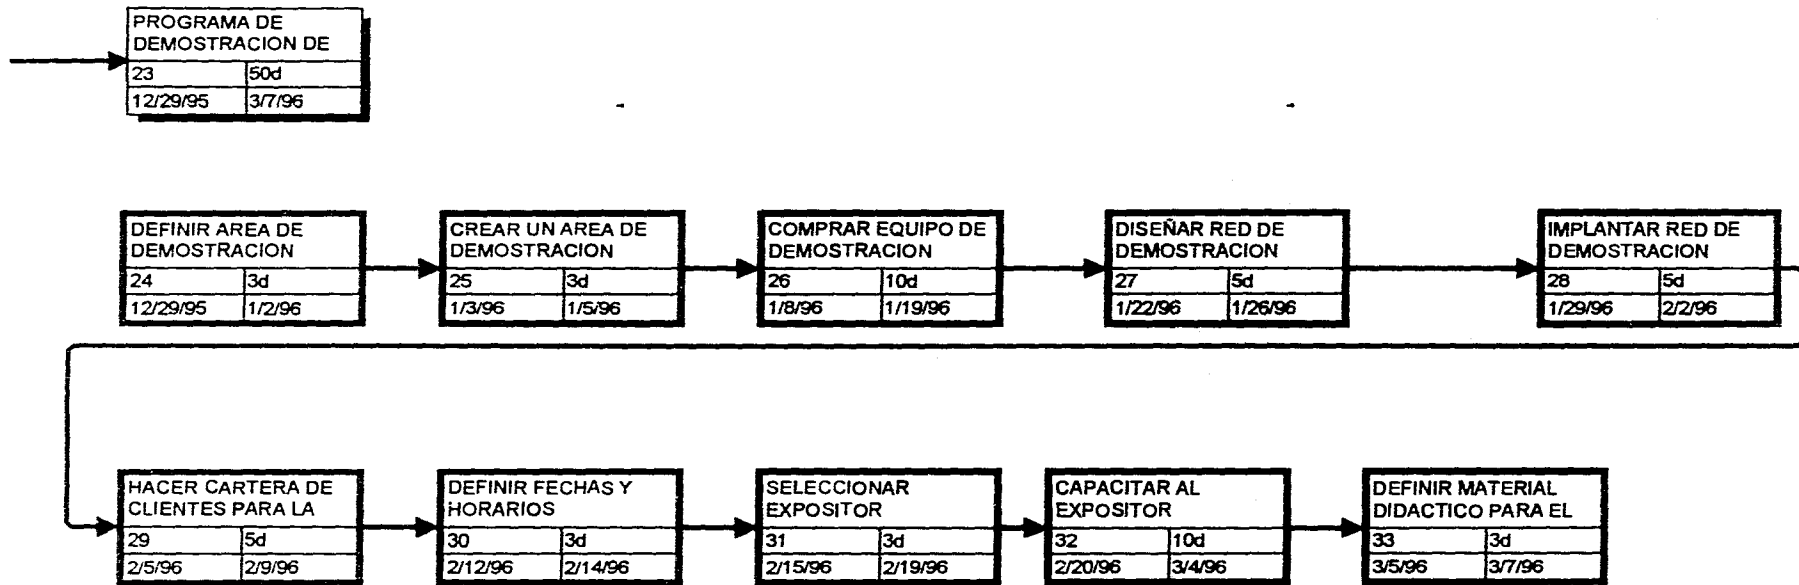 PROGRAMA DE
DEMOSTRACION DE
23 50d
12/29/95 3/7/96
DEFINIR AREA DE
DEMOSTRACION
24 3d
12/29/95 1/2/96
CREAR UN AREA DE
DEMOSTRACION
25 3d
1/3/96 1/5/96
COMPRAR EQUIPO DE
DEMOSTRACION
26 10d
1/8/96 1/19/96
DISEÑAR RED DE
DEMOSTRACION
27 5d
1/22/96 1/26/96
IMPLANTAR RED DE
DEMOSTRACION
28 5d
1/29/96 2/2/96
HACER CARTERA DE
CLIENTES PARA LA
29 5d
2/5/96 2/9/96
DEFINIR FECHAS Y
HORARIOS
30 3d
2/12/96 2/14/96
SELECCIONAR
EXPOSITOR
31 3d
2/15/96 2/19/96
CAPACITAR AL
EXPOSITOR
32 10d
2/20/96 3/4/96
DEFINIR MATERIAL
DIDACTICO PARA EL
33 3d
3/5/96 3/7/96